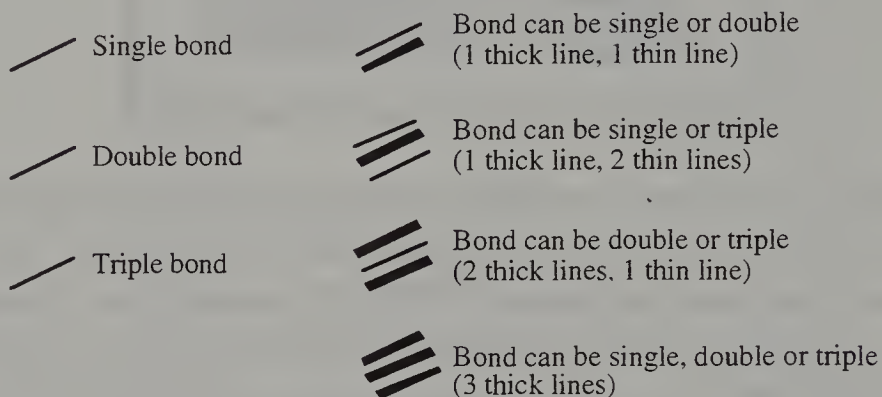 Single bond
Bond can be single or double
(1 thick line, 1 thin line)
Double bond
Bond can be single or triple
(1 thick line, 2 thin lines)
Triple bond
Bond can be double or triple
(2 thick lines, 1 thin line)
Bond can be single, double or triple
(3 thick lines)